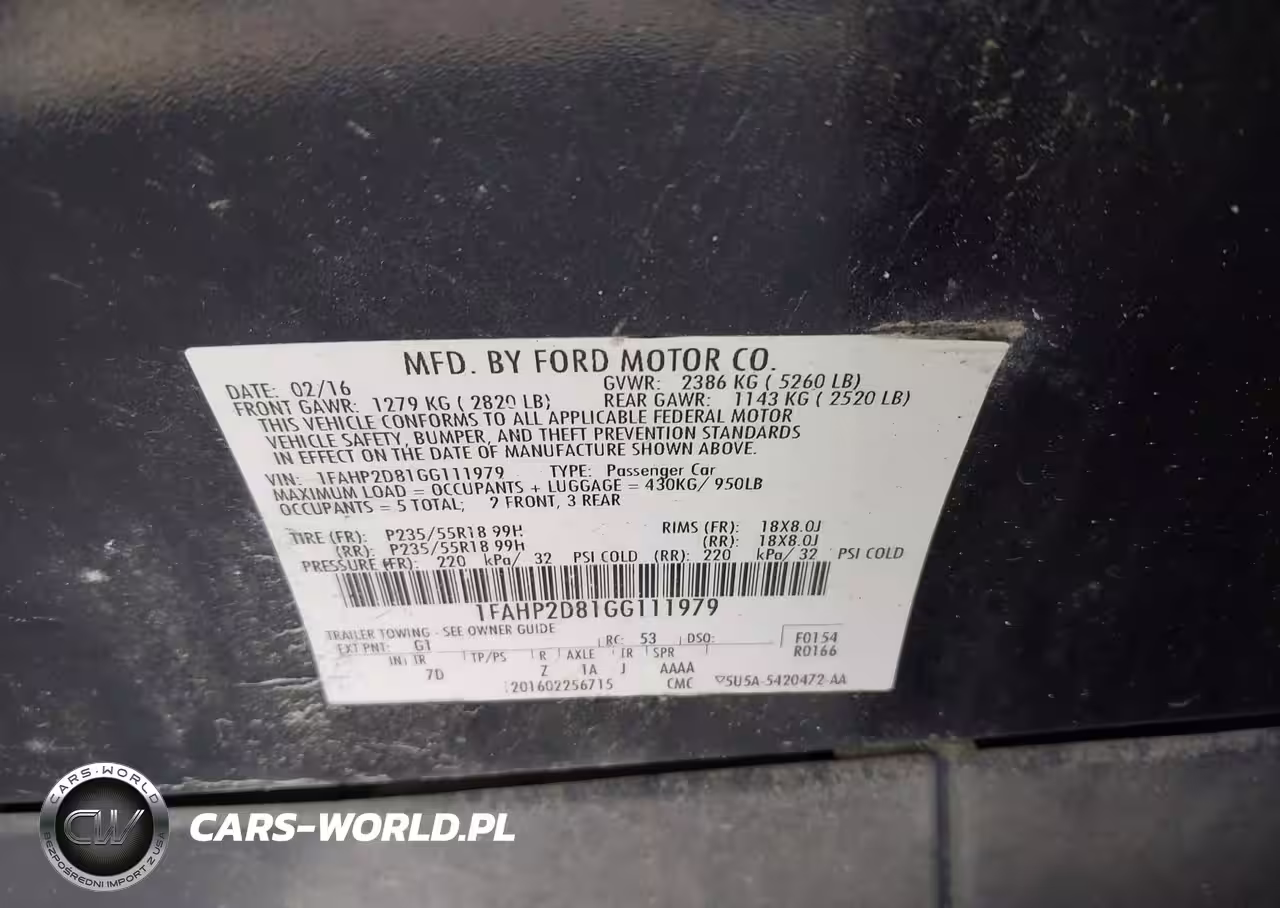 MFD. BY FORD MOTOR CO.
DATE: 02/16 GVWR: 2386 KG ( 5260 LB)
FRONT GAWR: 1279 KG ( 2820 LB) REAR GAWR: 1143 KG ( 2520 LB)
THIS VEHICLE CONFORMS TO ALL APPLICABLE FEDERAL MOTOR
VEHICLE SAFETY, BUMPER, AND THEFT PREVENTION STANDARDS
IN EFFECT ON THE DATE OF MANUFACTURE SHOWN ABOVE.
VIN: 1FAHP2D81GG111979 TYPE: Passenger Car
MAXIMUM LOAD = OCCUPANTS + LUGGAGE = 430KG/ 950LB
OCCUPANTS = 5 TOTAL; 2 FRONT, 3 REAR
TIRE (FR): P235/55R18 99H RIMS (FR): 18X8.0J
(RR): P235/55R18 99H (RR): 18X8.0J
PRESSURE (FR): 220 kPa/ 32 PSI COLD (RR): 220 kPa/ 32 PSI COLD
1FAHP2D81GG111979
TRAILER TOWING - SEE OWNER GUIDE
EXT PNT: G1 RC: 53 DSO: F0154
R0166
INT TR TP/PS R AXLE TR SPR
7D Z 1A J AAAA
201602256715 CMC 5U5A-5420472-AA
CARS-WORLD
CW
BEZPOŚREDNI IMPORT Z USA
CARS-WORLD.PL